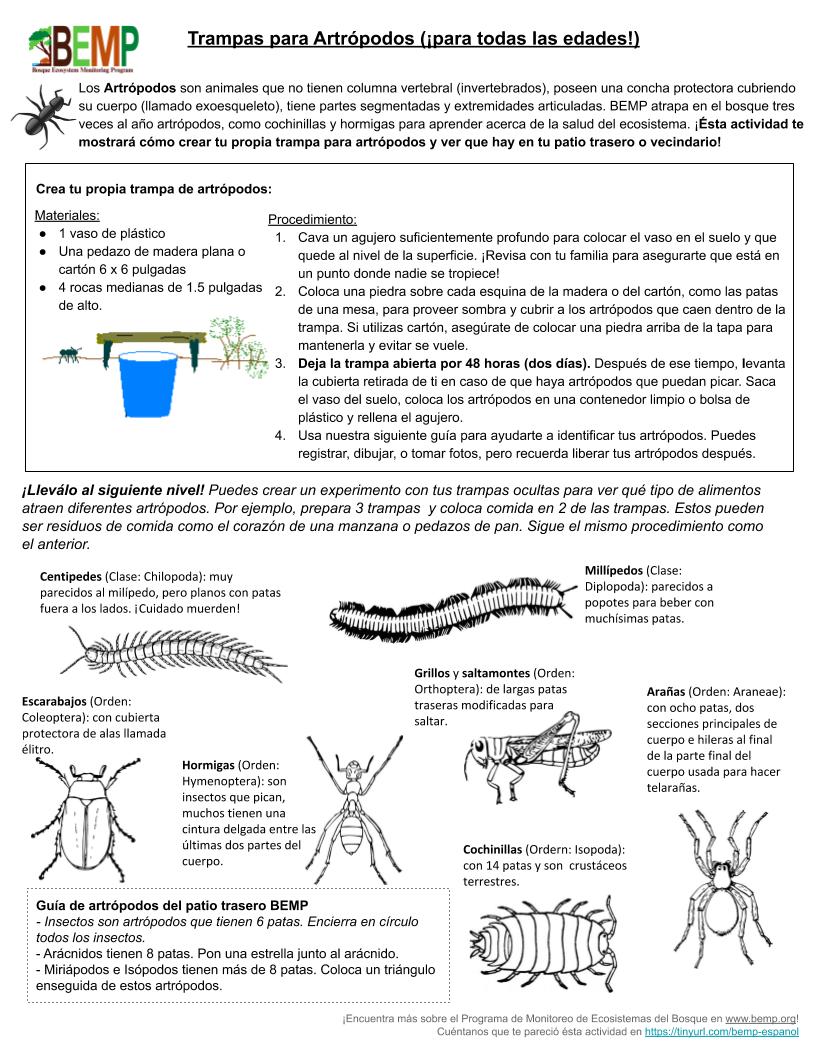 BEMP
Bosque Ecosystem Monitoring Program
Trampas para Artrópodos (¡para todas las edades!)
Los Artrópodos son animales que no tienen columna vertebral (invertebrados), poseen una concha protectora cubriendo
su cuerpo (llamado exoesqueleto), tiene partes segmentadas y extremidades articuladas. BEMP atrapa en el bosque tres
veces al año artrópodos, como cochinillas y hormigas para aprender acerca de la salud del ecosistema. ¡Ésta actividad te
mostrará cómo crear tu propia trampa para artrópodos y ver que hay en tu patio trasero o vecindario!
Crea tu propia trampa de artrópodos:
Materiales:
● 1 vaso de plástico
● Una pedazo de madera plana o
cartón 6 x 6 pulgadas
● 4 rocas medianas de 1.5 pulgadas
de alto.
Procedimiento:
1. Cava un agujero suficientemente profundo para colocar el vaso en el suelo y que
quede al nivel de la superficie. ¡Revisa con tu familia para asegurarte que está en
un punto donde nadie se tropiece!
2. Coloca una piedra sobre cada esquina de la madera o del cartón, como las patas
de una mesa, para proveer sombra y cubrir a los artrópodos que caen dentro de la
trampa. Si utilizas cartón, asegúrate de colocar una piedra arriba de la tapa para
mantenerla y evitar se vuele.
3. Deja la trampa abierta por 48 horas (dos días). Después de ese tiempo, levanta
la cubierta retirada de ti en caso de que haya artrópodos que puedan picar. Saca
el vaso del suelo, coloca los artrópodos en una contenedor limpio o bolsa de
plástico y rellena el agujero.
4. Usa nuestra siguiente guía para ayudarte a identificar tus artrópodos. Puedes
registrar, dibujar, o tomar fotos, pero recuerda liberar tus artrópodos después.
¡Lleválo al siguiente nivel! Puedes crear un experimento con tus trampas ocultas para ver qué tipo de alimentos
atraen diferentes artrópodos. Por ejemplo, prepara 3 trampas y coloca comida en 2 de las trampas. Estos pueden
ser residuos de comida como el corazón de una manzana o pedazos de pan. Sigue el mismo procedimiento como
el anterior.
Centipedes (Clase: Chilopoda): muy
parecidos al milípedo, pero planos con patas
fuera a los lados. ¡Cuidado muerden!
Millípedos (Clase:
Diplopoda): parecidos a
popotes para beber con
muchísimas patas.
Grillos y saltamontes (Orden:
Orthoptera): de largas patas
traseras modificadas para
saltar.
Arañas (Orden: Araneae):
con ocho patas, dos
secciones principales de
cuerpo e hileras al final
de la parte final del
cuerpo usada para hacer
telarañas.
Escarabajos (Orden:
Coleoptera): con cubierta
protectora de alas llamada
élitro.
Hormigas (Orden:
Hymenoptera): son
insectos que pican,
muchos tienen una
cintura delgada entre las
últimas dos partes del
cuerpo.
Cochinillas (Ordern: Isopoda):
con 14 patas y son crustáceos
terrestres.
Guía de artrópodos del patio trasero BEMP
- Insectos son artrópodos que tienen 6 patas. Encierra en círculo
todos los insectos.
- Arácnidos tienen 8 patas. Pon una estrella junto al arácnido.
- Miriápodos e Isópodos tienen más de 8 patas. Coloca un triángulo
enseguida de estos artrópodos.
¡Encuentra más sobre el Programa de Monitoreo de Ecosistemas del Bosque en www.bemp.org!
Cuéntanos que te pareció ésta actividad en https://tinyurl.com/bemp-espanol